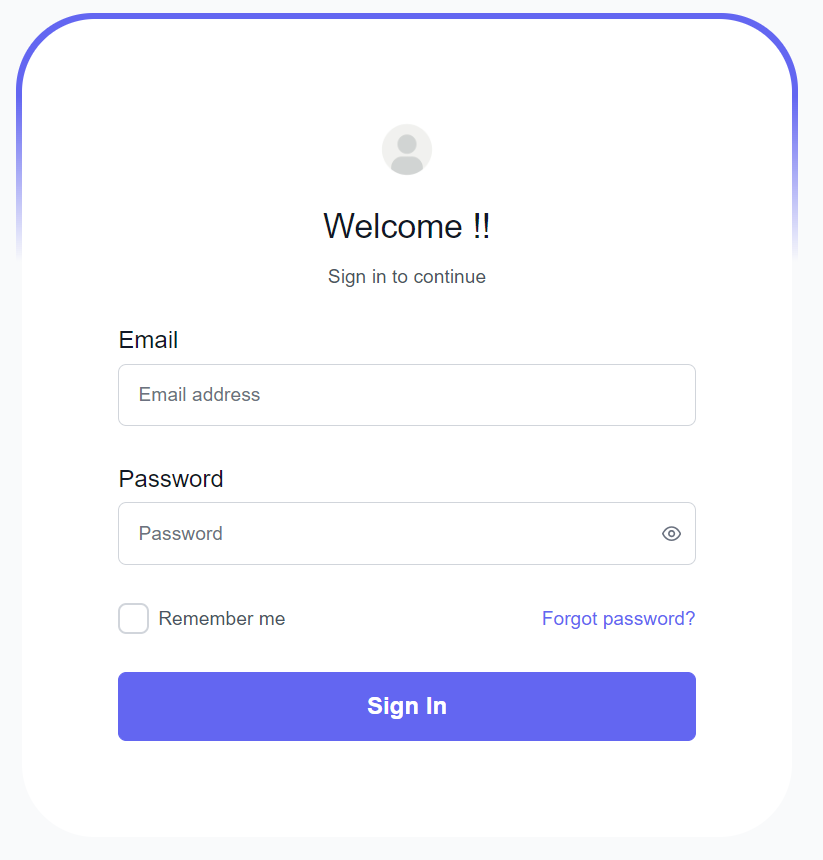 Welcome !!
Sign in to continue
Email
Email address
Password
Password
Remember me
Forgot password?
Sign In